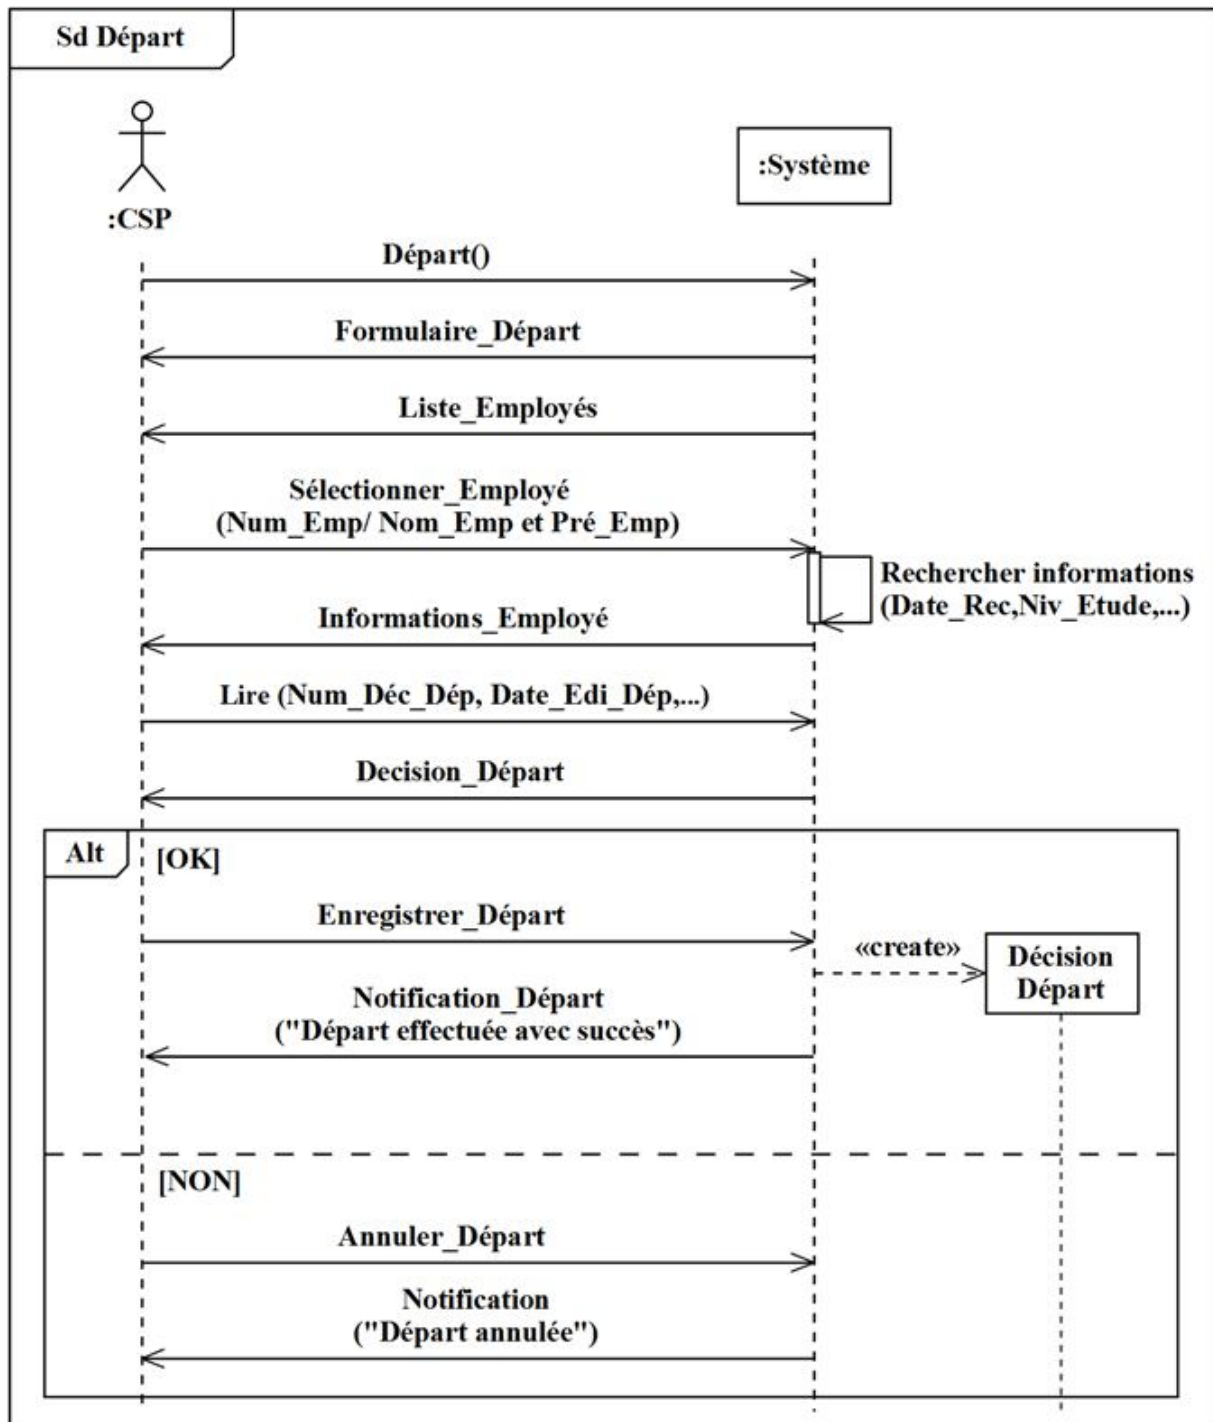 Sd Départ
:CSP
:Système
Départ()
Formulaire_Départ
Liste_Employés
Sélectionner_Employé
(Num_Emp/ Nom_Emp et Pré_Emp)
Rechercher informations
(Date_Rec,Niv_Etude,...)
Informations_Employé
Lire (Num_Déc_Dép, Date_Edi_Dép,...)
Decision_Départ
Alt
[OK]
Enregistrer_Départ
«create»
Décision
Départ
Notification_Départ
("Départ effectuée avec succès")
[NON]
Annuler_Départ
Notification
("Départ annulée")